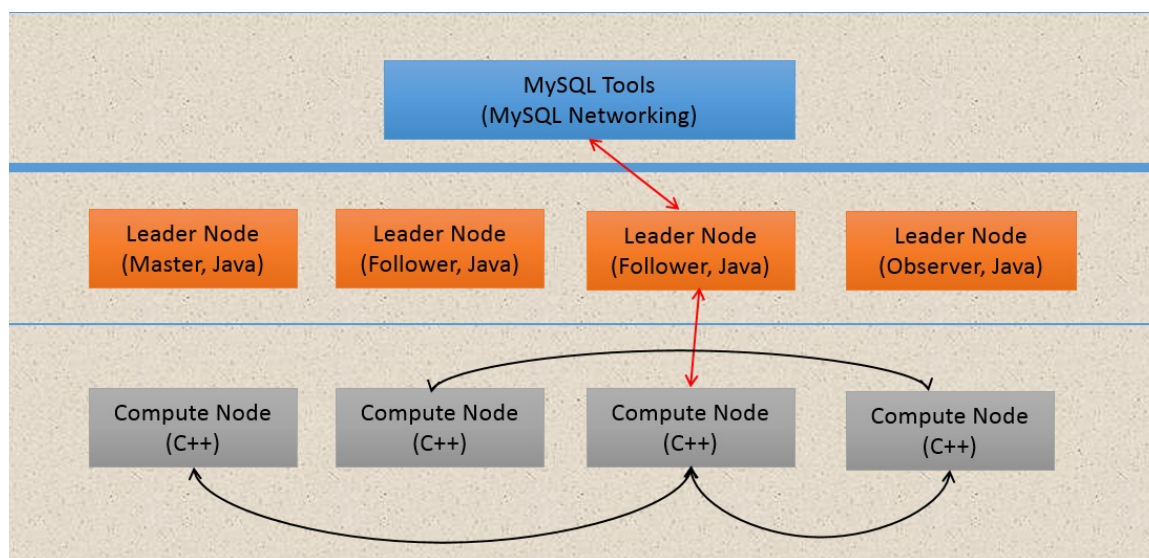 MySQL Tools
(MySQL Networking)
Leader Node
(Master, Java)
Leader Node
(Follower, Java)
Leader Node
(Follower, Java)
Leader Node
(Observer, Java)
Compute Node
(C++)
Compute Node
(C++)
Compute Node
(C++)
Compute Node
(C++)